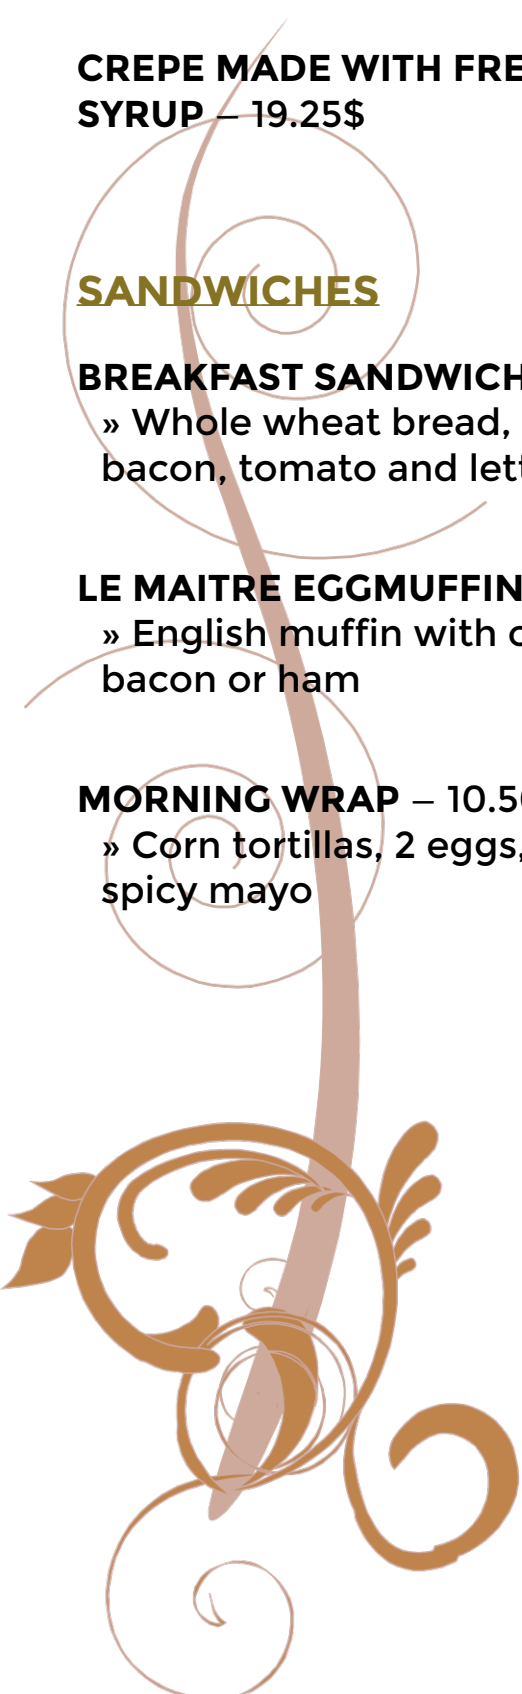 CREPE MADE WITH FRE
SYRUP – 19.25$
SANDWICHES
BREAKFAST SANDWICH
» Whole wheat bread,
bacon, tomato and lett
LE MAITRE EGGMUFFIN
» English muffin with
bacon or ham
MORNING WRAP – 10.5
» Corn tortillas, 2 eggs,
spicy mayo